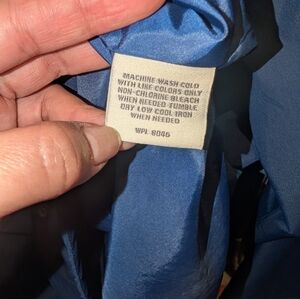 MACHINE WASH COLD
WITH LIKE COLORS ONLY
NON-CHLORINE BLEACH
WHEN NEEDED TUMBLE
DRY LOW COOL IRON
WHEN NEEDED
WPL 8046